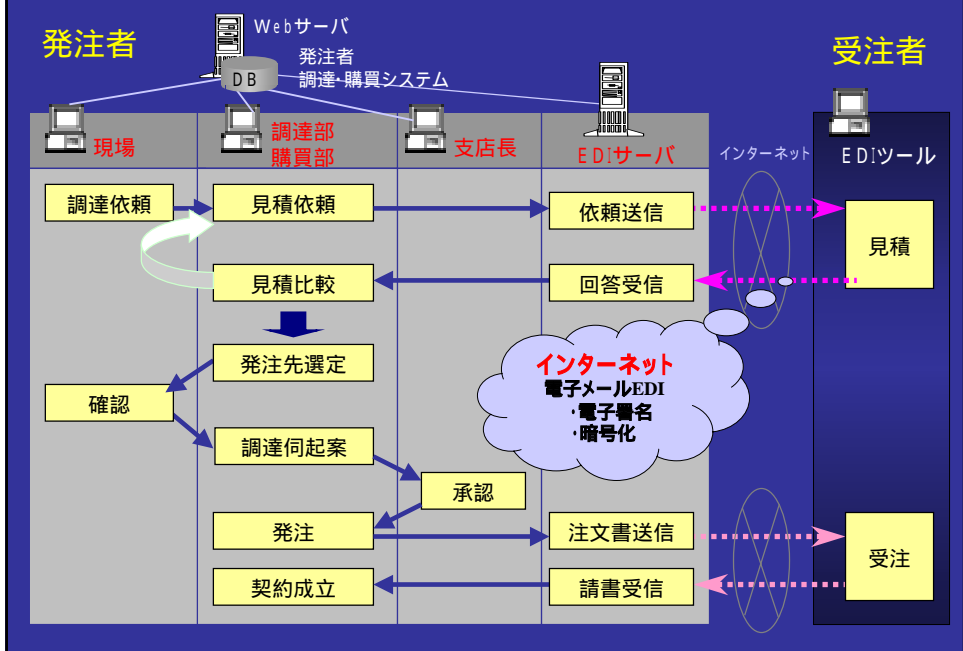 発注者
Webサーバ
DB
発注者
調達・購買システム
受注者
現場
調達部
購買部
支店長
EDIサーバ
インターネット
EDIツール
調達依頼
見積依頼
依頼送信
見積
見積比較
回答受信
発注先選定
確認
インターネット
電子メールEDI
・電子署名
・暗号化
調達伺起案
承認
発注
注文書送信
受注
契約成立
請書受信